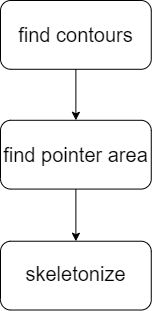 find contours
find pointer area
skeletonize